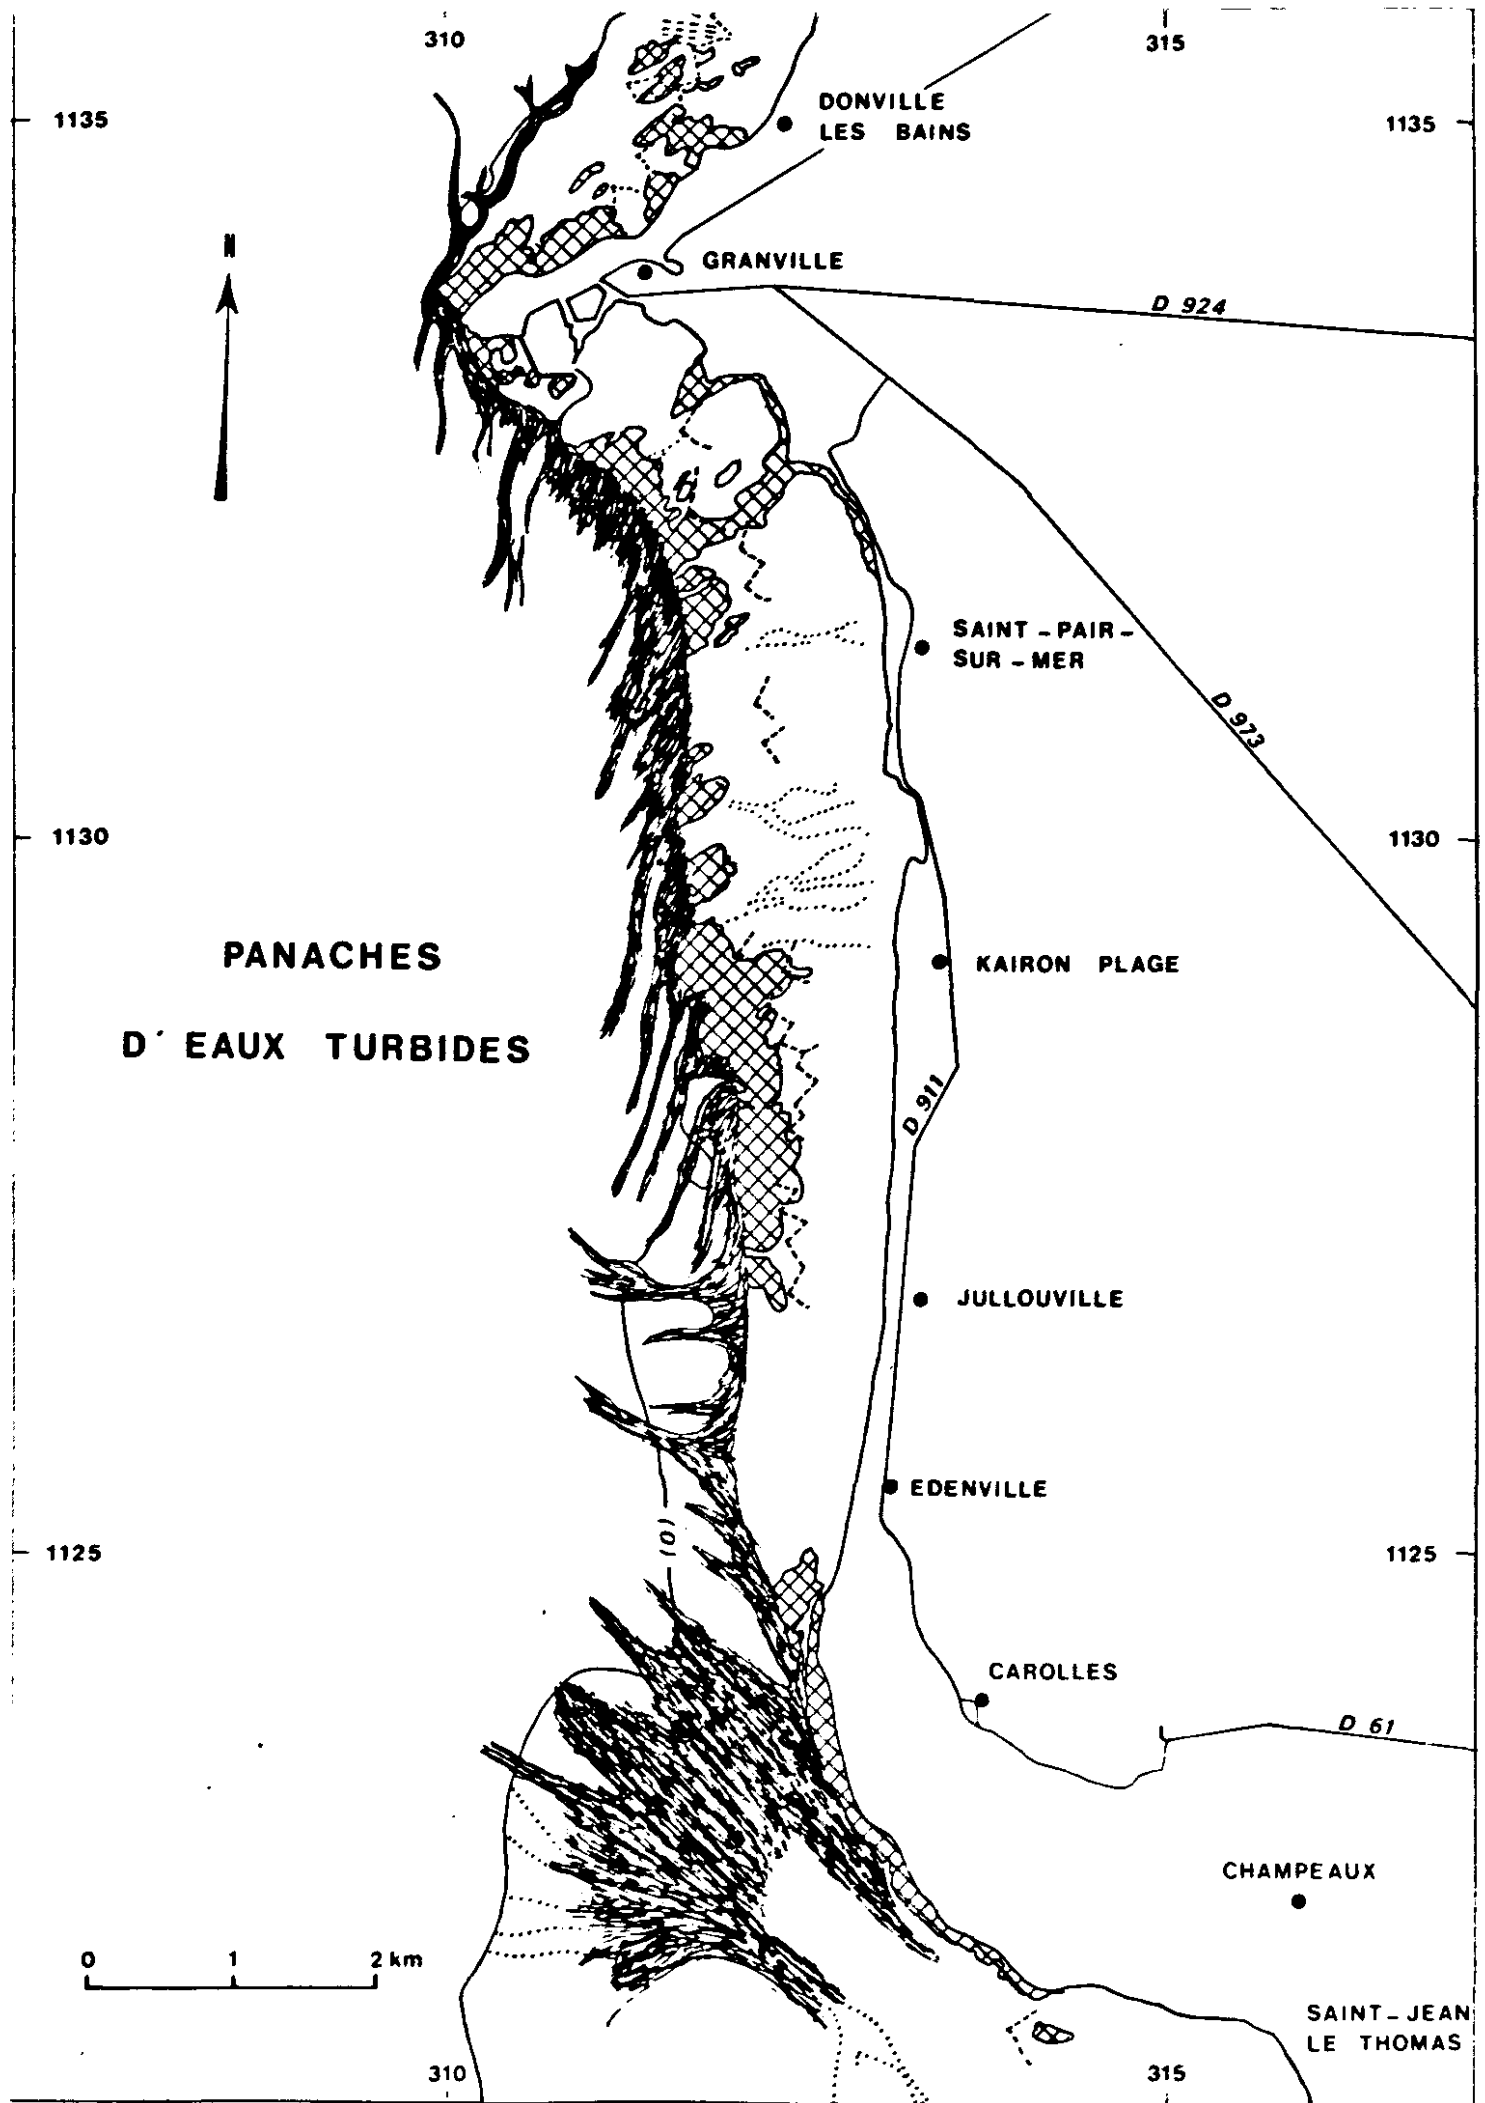 310
315
1135
DONVILLE
LES BAINS
1135
N
GRANVILLE
D 924
SAINT - PAIR -
SUR - MER
D 973
1130
1130
PANACHES
D' EAUX TURBIDES
KAIRON PLAGE
D 911
JULLOUVILLE
EDENVILLE
(0)
1125
1125
CAROLLES
D 61
CHAMPEAUX
0 1 2 km
SAINT - JEAN
LE THOMAS
310
315